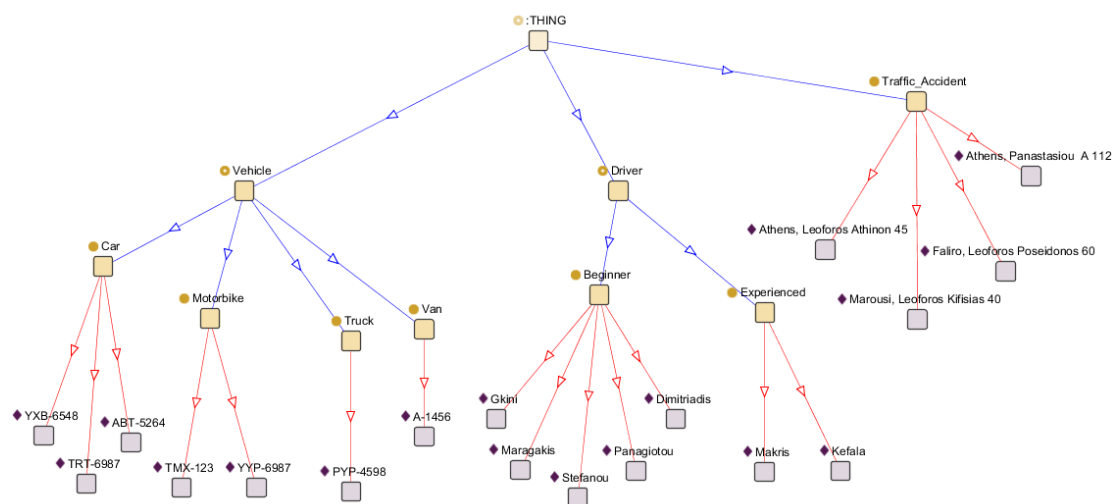 :THING
Traffic_Accident
Athens, Panastasiou A 112
Vehicle
Driver
Athens, Leoforos Athinon 45
Car
Faliro, Leoforos Poseidonos 60
Beginner
Motorbike
Experienced
Marousi, Leoforos Kifisias 40
Van
Truck
Gkini
Dimitriadis
YXB-6548
ABT-5264
A-1456
Maragakis
Panagiotou
Makris
Kefala
TRT-6987
TMX-123
YYP-6987
PYP-4598
Stefanou